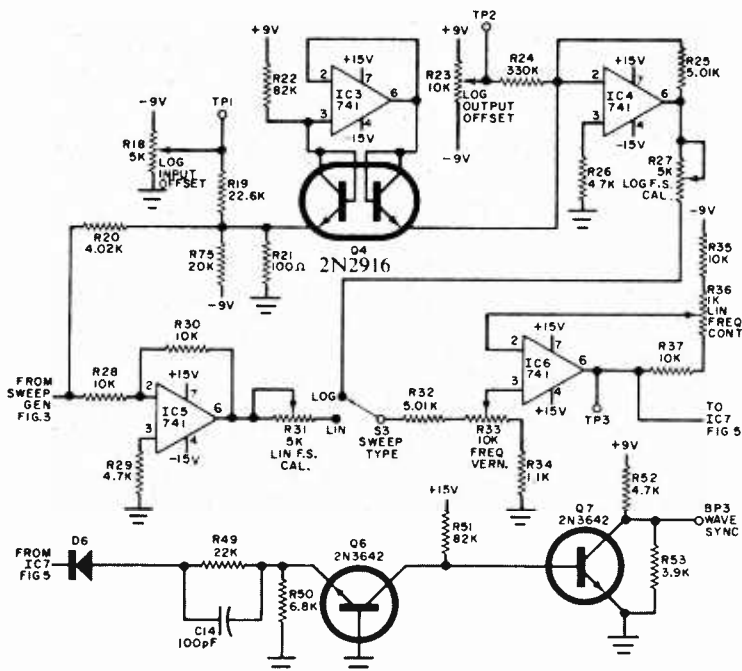 +9V
R22
82K
+15V
2
7
IC3
741
6
3
4
-15V
TP2
+9V
R23
10K
LOG
OUTPUT
OFFSET
-9V
R24
330K
R25
5.01K
+15V
2
7
IC4
741
6
3
4
-15V
R26
4.7K
R27
5K
LOG F.S.
CAL.
-9V
R18
5K
LOG
INPUT
OFFSET
TP1
R19
22.6K
R20
4.02K
R75
20K
-9V
R21
100Ω
Q4
2N2916
-9V
R35
10K
R36
1K
LIN
FREQ
CONT
R30
10K
FROM
SWEEP
GEN
FIG.3
R28
10K
+15V
2
7
IC5
741
6
3
4
-15V
R29
4.7K
R31
5K
LIN F.S.
CAL.
LOG
LIN
S3
SWEEP
TYPE
R32
5.01K
R33
10K
FREQ
VERN.
R34
1.1K
+15V
2
7
IC6
741
6
3
4
+15V
TP3
R37
10K
TO
IC7
FIG 5
FROM
IC7
FIG 5
D6
R49
22K
C14
100pF
R50
6.8K
Q6
2N3642
+15V
R51
82K
Q7
2N3642
+9V
R52
4.7K
BP3
WAVE
SYNC
R53
3.9K